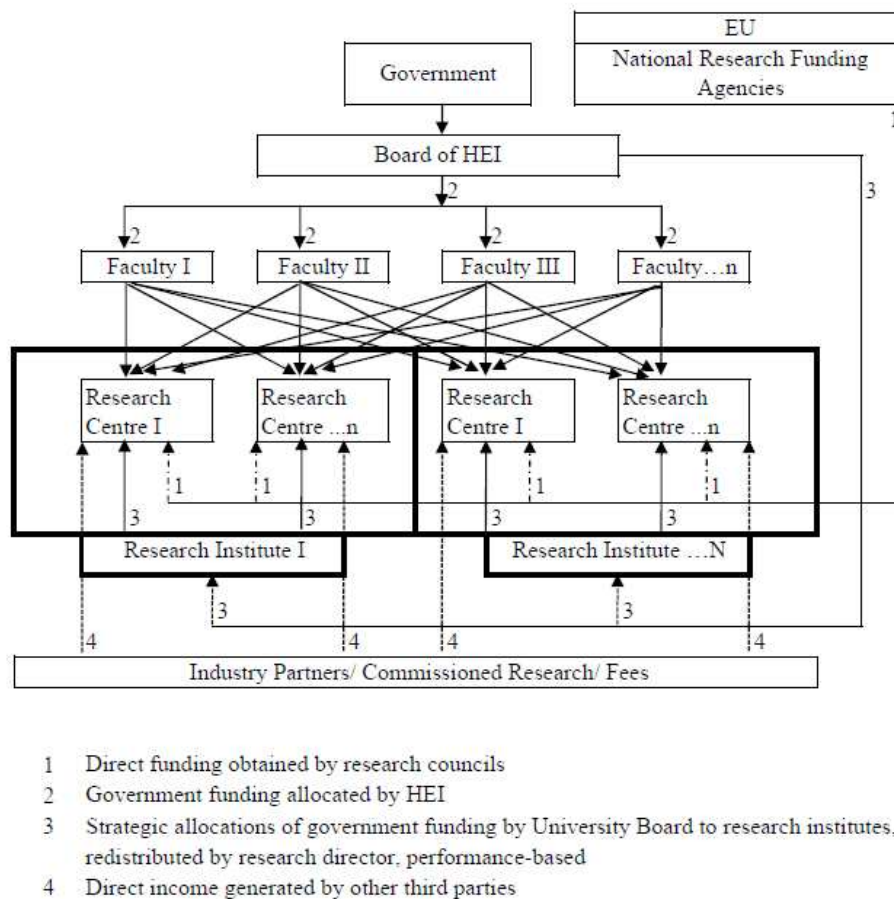 EU
Government
National Research Funding
Agencies
1
Board of HEI
2
3
2
2
2
2
Faculty I
Faculty II
Faculty III
Faculty…n
Research
Centre I
Research
Centre ...n
Research
Centre I
Research
Centre ...n
1
1
1
1
3
3
3
3
Research Institute I
Research Institute …N
3
3
4
4
4
4
Industry Partners/ Commissioned Research/ Fees
1 Direct funding obtained by research councils
2 Government funding allocated by HEI
3 Strategic allocations of government funding by University Board to research institutes,
redistributed by research director, performance-based
4 Direct income generated by other third parties